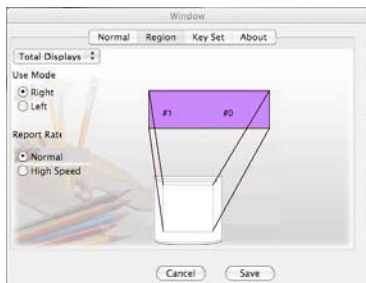 Window
Normal Region Key Set About
Total Displays
Use Mode
Right
Left
Report Rate
Normal
High Speed
#1 #0
Cancel Save